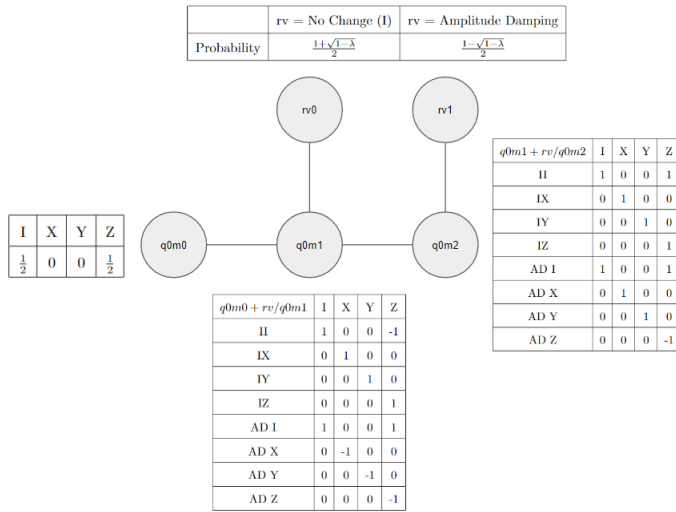 rv = No Change (I) rv = Amplitude Damping
Probability 1+√1−λ/2 1−√1−λ/2
rv0 rv1
q0m1 + rv/q0m2 I X Y Z
II 1 0 0 1
IX 0 1 0 0
IY 0 0 1 0
IZ 0 0 0 1
AD I 1 0 0 1
AD X 0 1 0 0
AD Y 0 0 1 0
AD Z 0 0 0 -1
I X Y Z
1/2 0 0 1/2
q0m0 q0m1 q0m2
q0m0 + rv/q0m1 I X Y Z
II 1 0 0 -1
IX 0 1 0 0
IY 0 0 1 0
IZ 0 0 0 1
AD I 1 0 0 1
AD X 0 -1 0 0
AD Y 0 0 -1 0
AD Z 0 0 0 -1